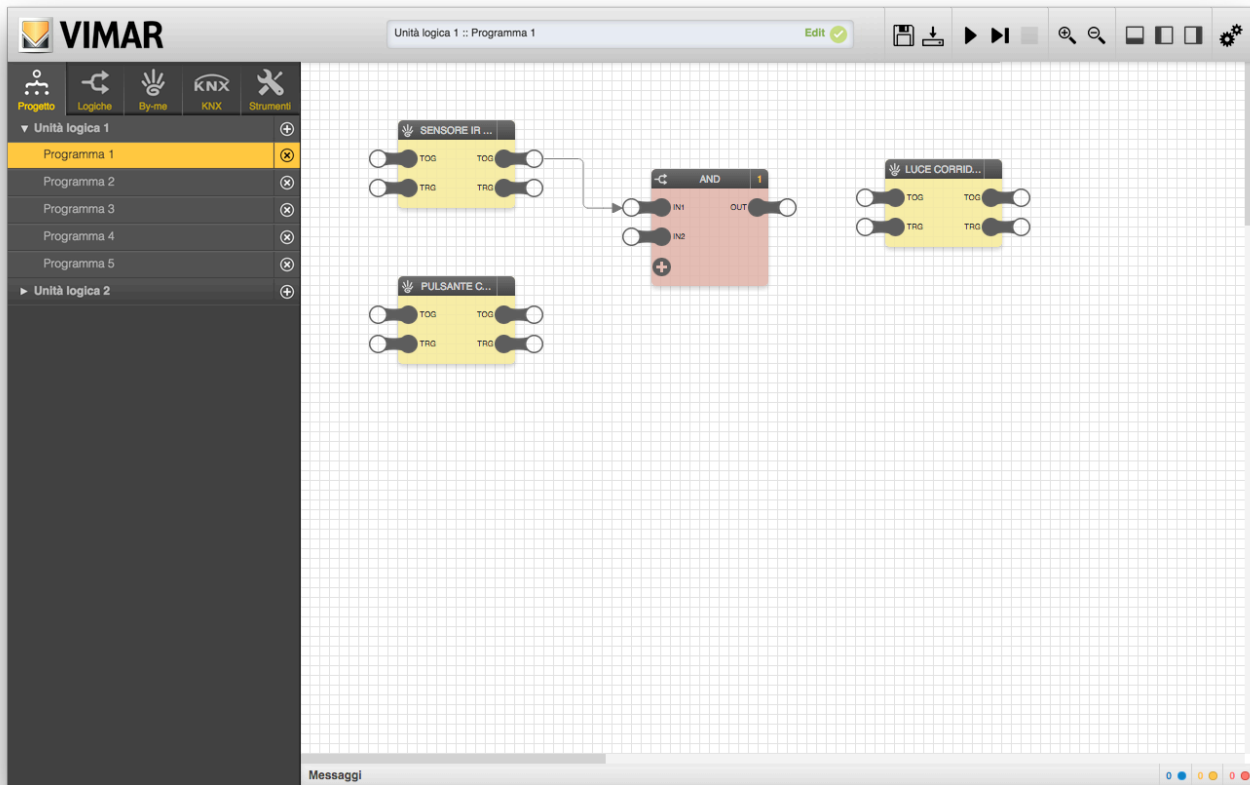 VIMAR
Unità logica 1 :: Programma 1
Edit
Progetto
Logiche
By-me
KNX
KNX
Strumenti
Unità logica 1
Programma 1
Programma 2
Programma 3
Programma 4
Programma 5
Unità logica 2
SENSORE IR ...
TOG TOG
TRG TRG
AND 1
IN1 OUT
IN2
LUCE CORRID...
TOG TOG
TRG TRG
PULSANTE C...
TOG TOG
TRG TRG
Messaggi
0 0 0